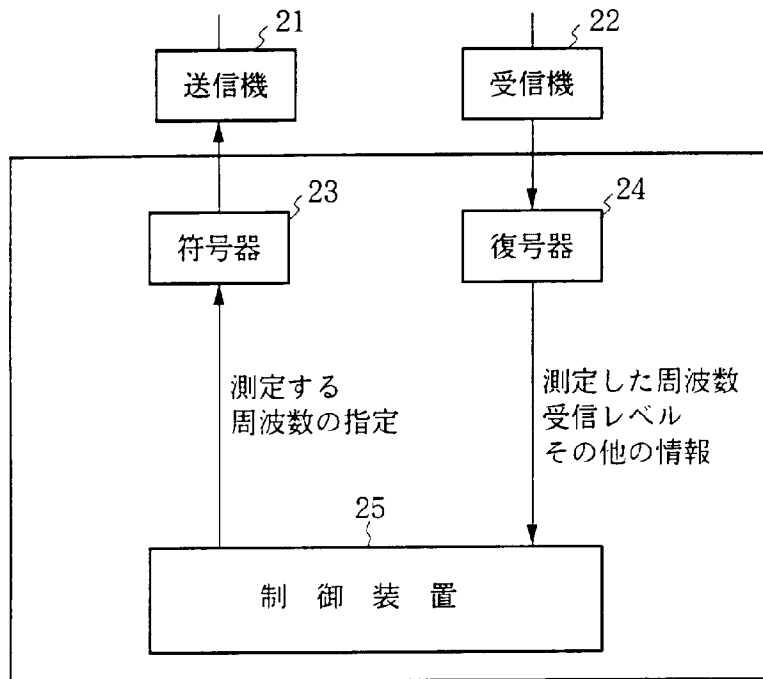 21
22
送信機
受信機
23
24
符号器
復号器
測定する
周波数の指定
測定した周波数
受信レベル
その他の情報
25
制御装置